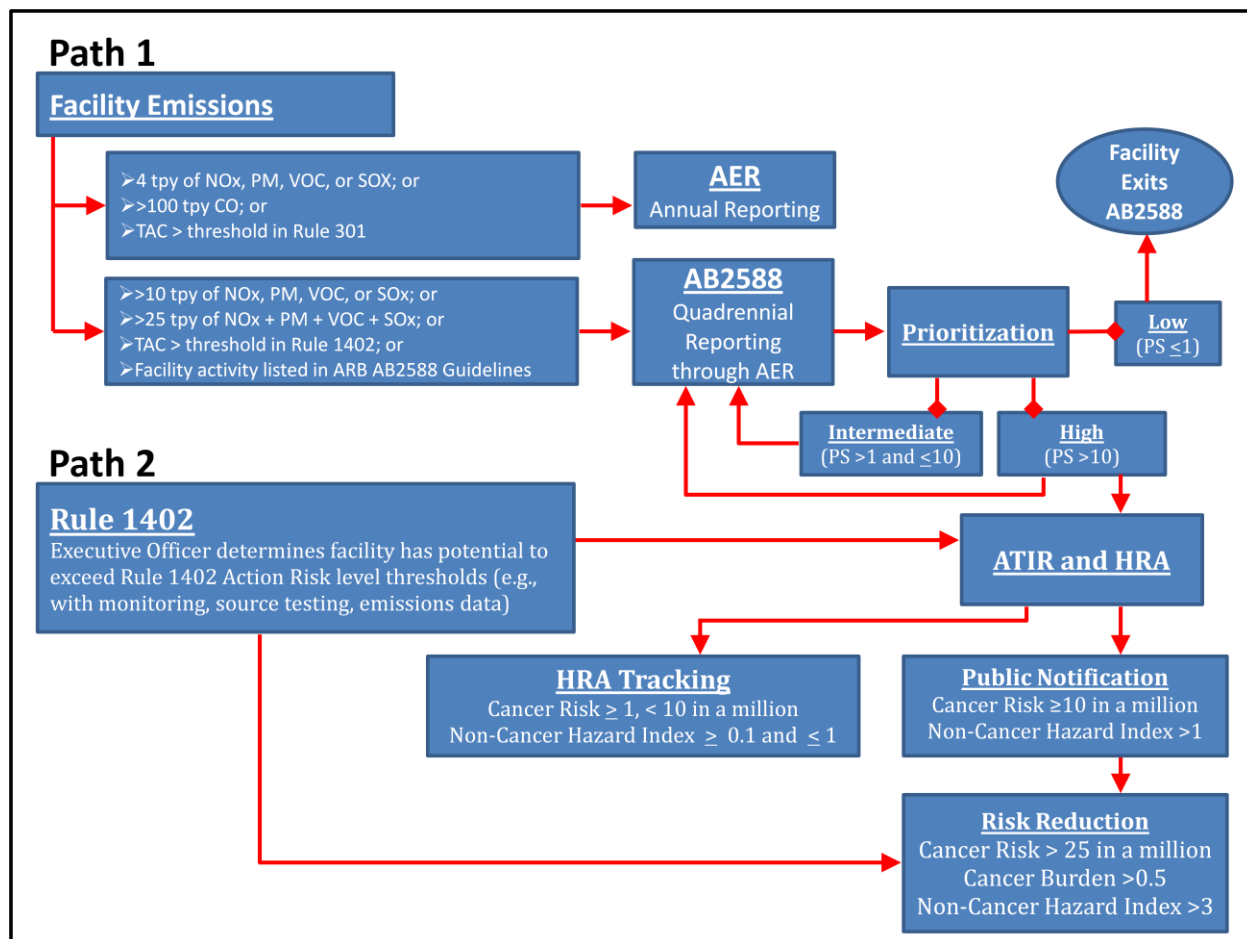 Path 1
Facility Emissions
➢4 tpy of NOx, PM, VOC, or SOX; or
➢>100 tpy CO; or
➢TAC > threshold in Rule 301
AER
Annual Reporting
Facility
Exits
AB2588
➢>10 tpy of NOx, PM, VOC, or SOx; or
➢>25 tpy of NOx + PM + VOC + SOx; or
➢TAC > threshold in Rule 1402; or
➢Facility activity listed in ARB AB2588 Guidelines
AB2588
Quadrennial
Reporting
through AER
Prioritization
Low
(PS ≤1)
Intermediate
(PS >1 and ≤10)
High
(PS >10)
Path 2
Rule 1402
Executive Officer determines facility has potential to
exceed Rule 1402 Action Risk level thresholds (e.g.,
with monitoring, source testing, emissions data)
ATIR and HRA
HRA Tracking
Cancer Risk ≥ 1, < 10 in a million
Non-Cancer Hazard Index ≥ 0.1 and ≤ 1
Public Notification
Cancer Risk ≥10 in a million
Non-Cancer Hazard Index >1
Risk Reduction
Cancer Risk > 25 in a million
Cancer Burden >0.5
Non-Cancer Hazard Index >3